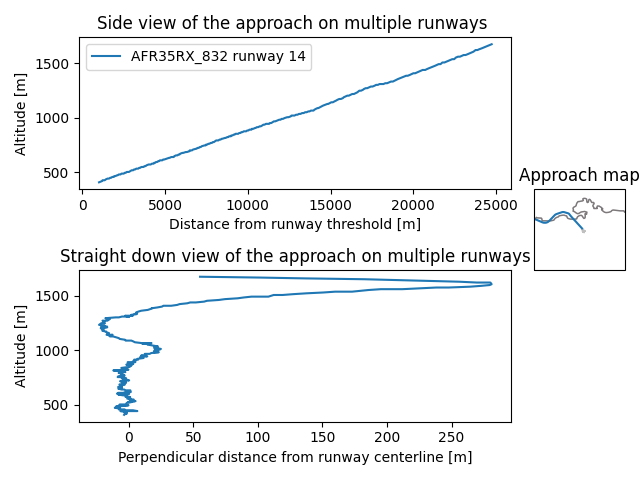 Side view of the approach on multiple runways
AFR35RX_832 runway 14
Altitude [m]
1500
1000
500
0 5000 10000 15000 20000 25000
Distance from runway threshold [m]
Approach map
Straight down view of the approach on multiple runways
Altitude [m]
1500
1000
500
0 50 100 150 200 250
Perpendicular distance from runway centerline [m]